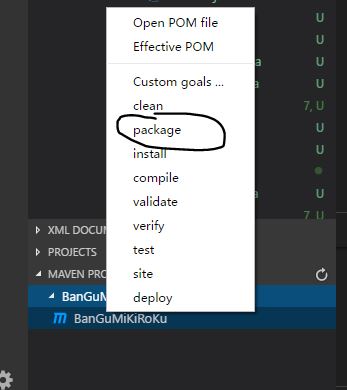 Open POM file
Effective POM
U
U
U
Custom goals ...
U
clean
7, U
package
U
install
U
compile
validate
a
U
verify
7, U
XML DOCUM
test
PROJECTS
site
MAVEN PRO
deploy
BanGuM
BanGuMiKiRoKu